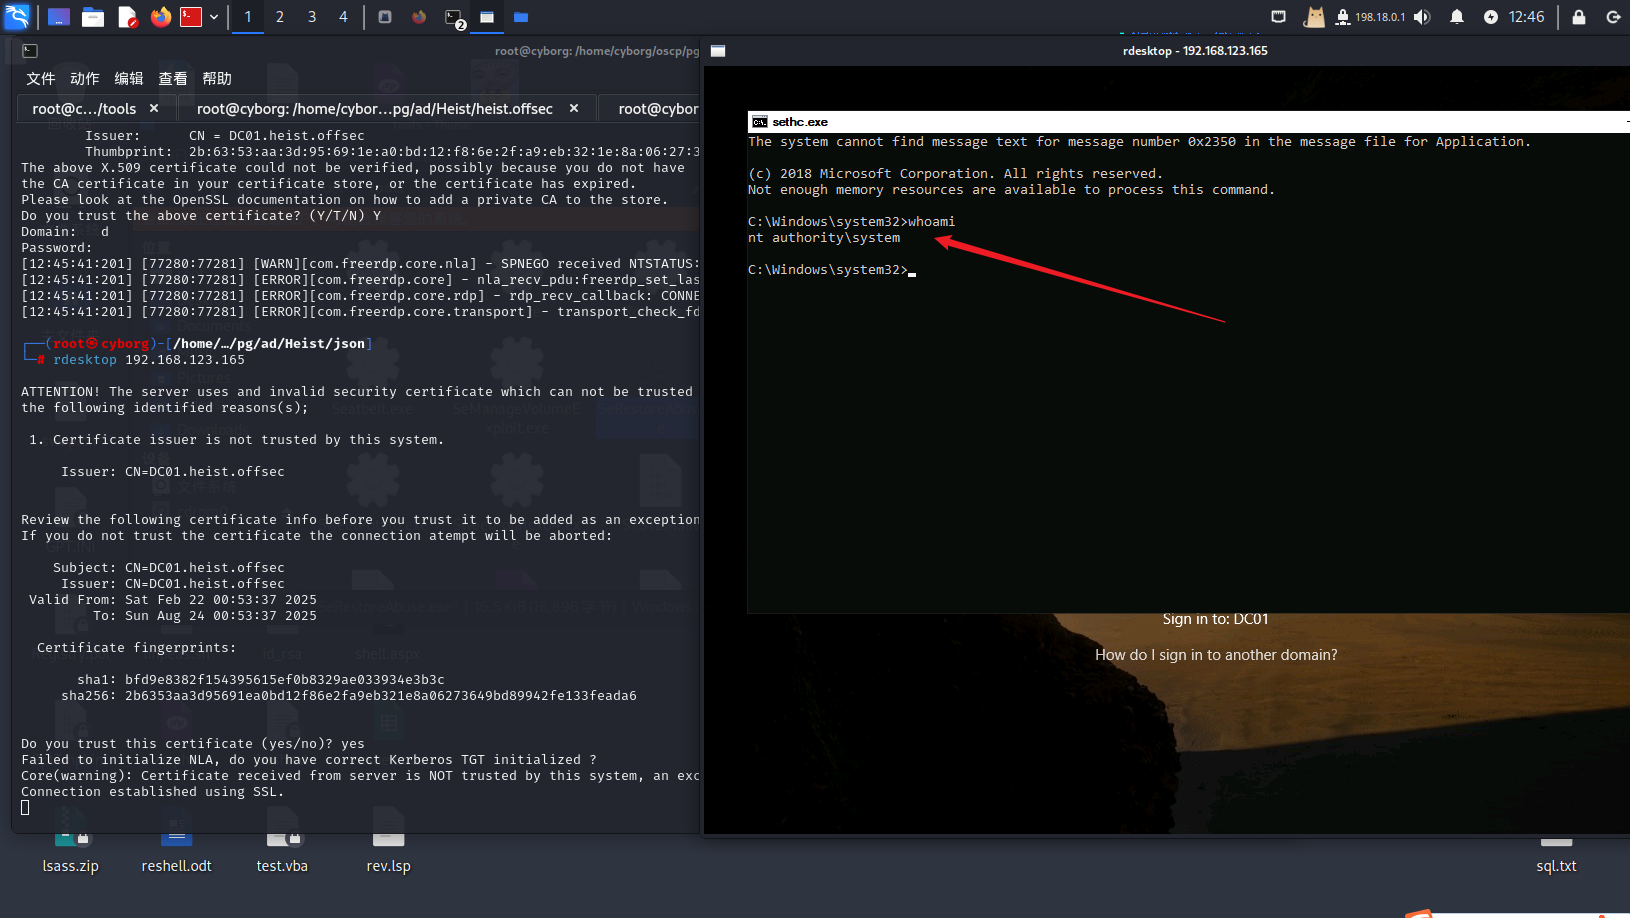 1 2 3 4
2
198.18.0.1
12:46
root@cyborg: /home/cyborg/oscp/pg
文件 动作 编辑 查看 帮助
root@c…/tools ×
root@cyborg: /home/cybor…pg/ad/Heist/heist.offsec ×
root@cybor
Issuer: CN = DC01.heist.offsec
Thumbprint: 2b:63:53:aa:3d:95:69:1e:a0:bd:12:f8:6e:2f:a9:eb:32:1e:8a:06:27:3
The above X.509 certificate could not be verified, possibly because you do not have
the CA certificate in your certificate store, or the certificate has expired.
Please look at the OpenSSL documentation on how to add a private CA to the store.
Do you trust the above certificate? (Y/T/N) Y
Domain: d
Password:
[12:45:41:201] [77280:77281] [WARN][com.freerdp.core.nla] - SPNEGO received NTSTATUS:
[12:45:41:201] [77280:77281] [ERROR][com.freerdp.core] - nla_recv_pdu:freerdp_set_las
[12:45:41:201] [77280:77281] [ERROR][com.freerdp.core.rdp] - rdp_recv_callback: CONNE
[12:45:41:201] [77280:77281] [ERROR][com.freerdp.core.transport] - transport_check_fd
Documents
┌──(root㉿cyborg)-[/home/…/pg/ad/Heist/json]
└─# rdesktop 192.168.123.165
Pictures
ATTENTION! The server uses and invalid security certificate which can not be trusted
the following identified reasons(s);
Seatbelt.exe
SeManageVolumeE
xploit.exe
Downloads
1. Certificate issuer is not trusted by this system.
Issuer: CN=DC01.heist.offsec
Review the following certificate info before you trust it to be added as an exception
If you do not trust the certificate the connection atempt will be aborted:
GPT.INI
Subject: CN=DC01.heist.offsec
Issuer: CN=DC01.heist.offsec
Valid From: Sat Feb 22 00:53:37 2025
To: Sun Aug 24 00:53:37 2025
Certificate fingerprints:
id_rsa
shell.aspx
sha1: bfd9e8382f154395615ef0b8329ae033934e3b3c
sha256: 2b6353aa3d95691ea0bd12f86e2fa9eb321e8a06273649bd89942fe133feada6
Do you trust this certificate (yes/no)? yes
Failed to initialize NLA, do you have correct Kerberos TGT initialized ?
Core(warning): Certificate received from server is NOT trusted by this system, an exc
Connection established using SSL.
rdesktop - 192.168.123.165
sethc.exe
The system cannot find message text for message number 0x2350 in the message file for Application.
(c) 2018 Microsoft Corporation. All rights reserved.
Not enough memory resources are available to process this command.
C:\Windows\system32>whoami
nt authority\system
C:\Windows\system32>
Sign in to: DC01
How do I sign in to another domain?
lsass.zip
reshell.odt
test.vba
rev.lsp
sql.txt